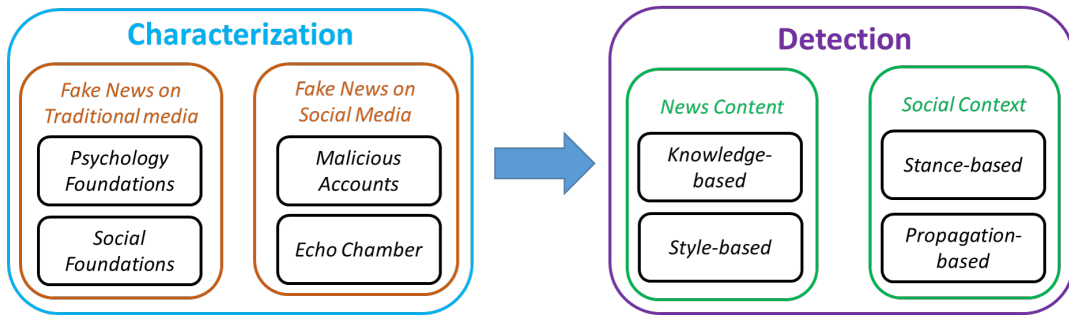 Characterization
Fake News on
Traditional media
Psychology
Foundations
Social
Foundations
Fake News on
Social Media
Malicious
Accounts
Echo Chamber
Detection
News Content
Knowledge-
based
Style-based
Social Context
Stance-based
Propagation-
based